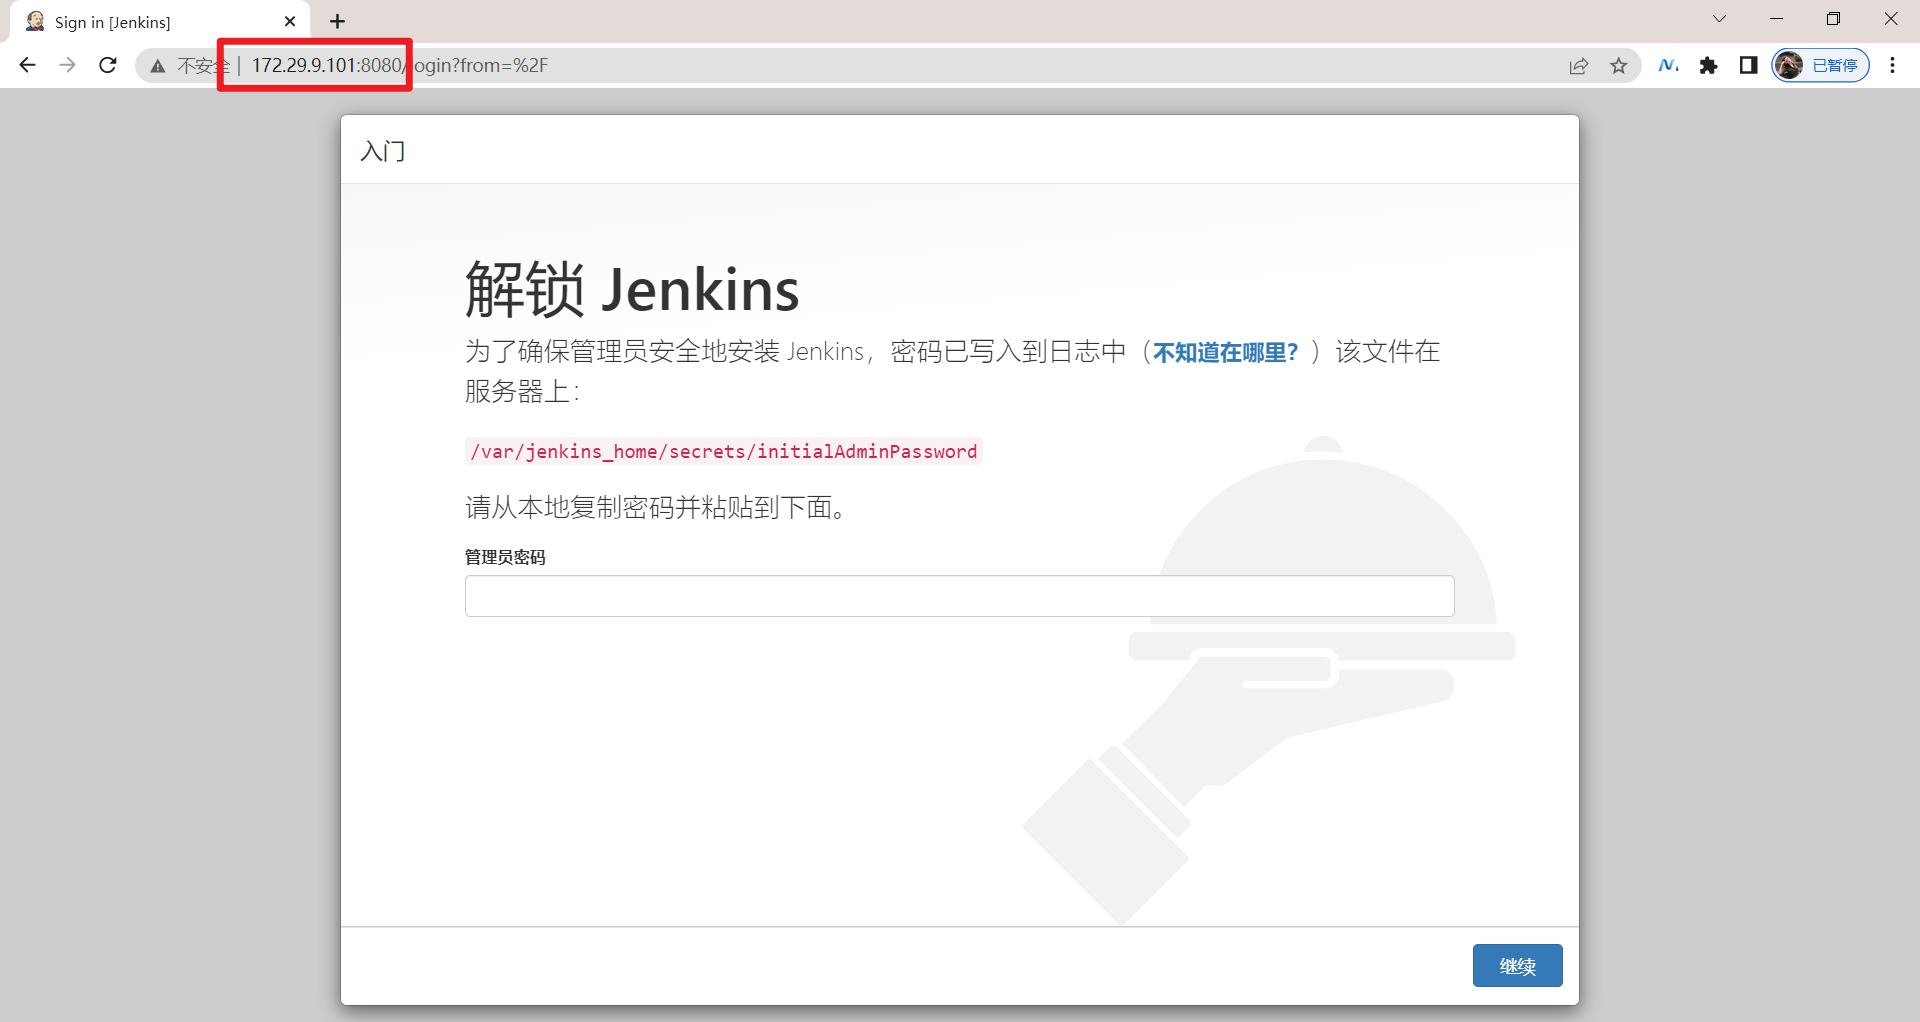 Sign in [Jenkins]
不安全 | 172.29.9.101:8080/login?from=%2F
已暂停
入门
解锁 Jenkins
为了确保管理员安全地安装 Jenkins，密码已写入到日志中（不知道在哪里？）该文件在
服务器上：
/var/jenkins_home/secrets/initialAdminPassword
请从本地复制密码并粘贴到下面。
管理员密码
继续